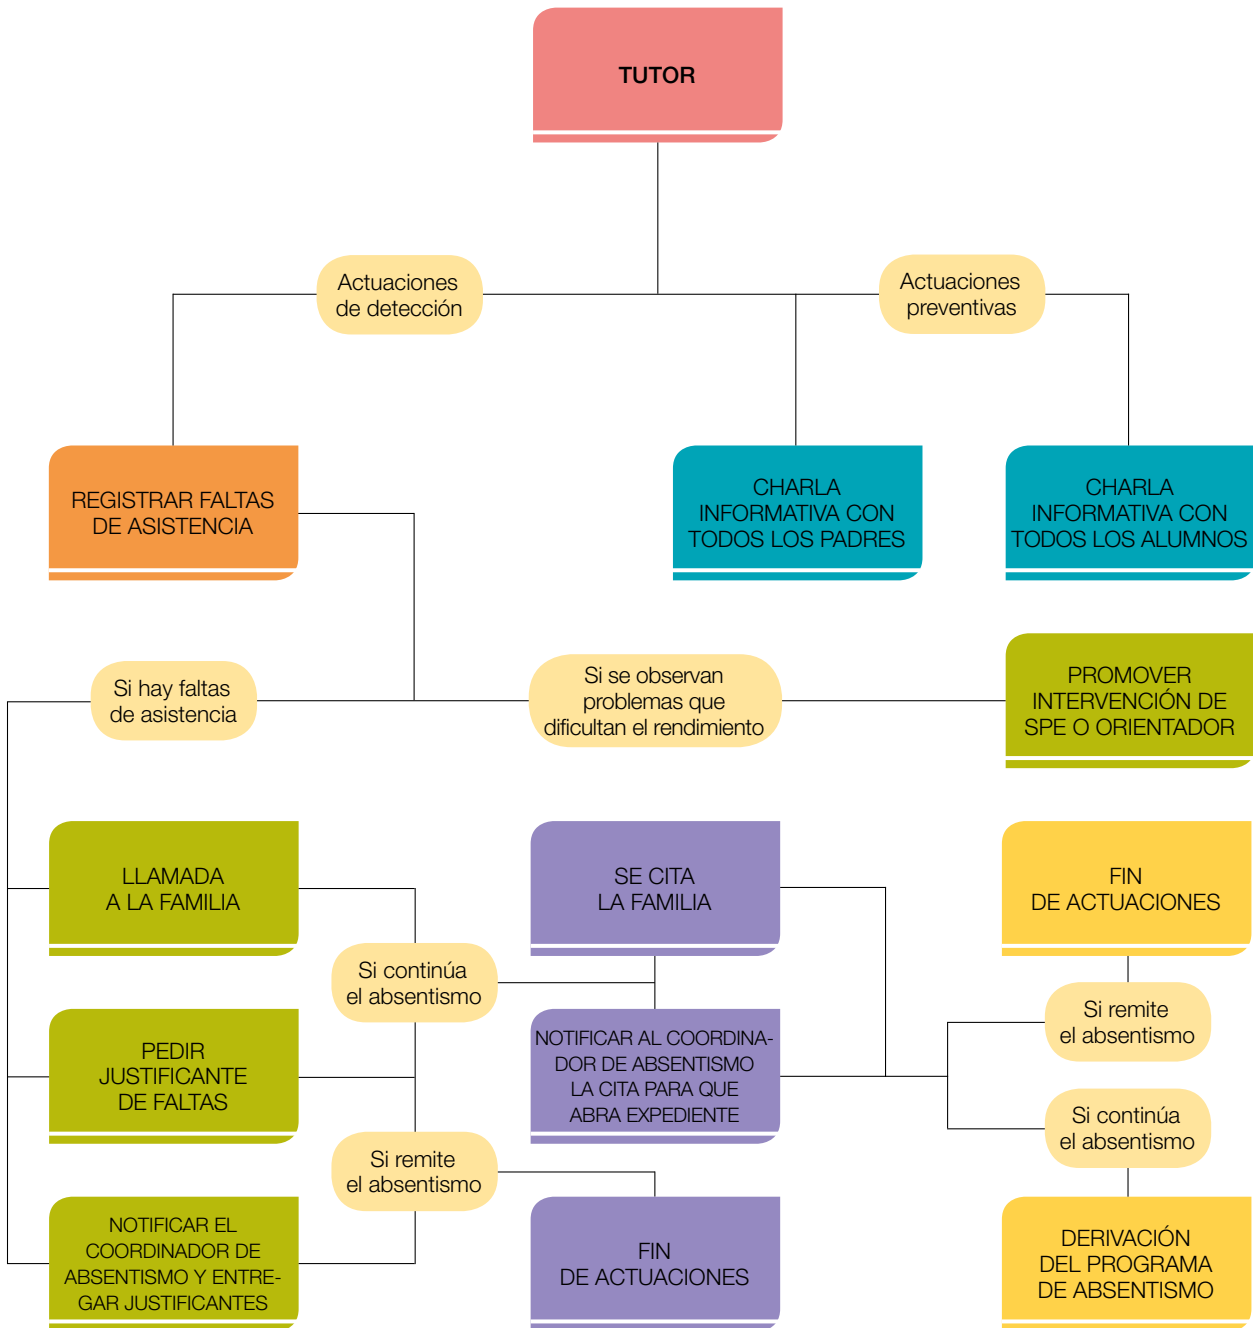 TUTOR
Actuaciones
de detección
Actuaciones
preventivas
REGISTRAR FALTAS
DE ASISTENCIA
CHARLA
INFORMATIVA CON
TODOS LOS PADRES
CHARLA
INFORMATIVA CON
TODOS LOS ALUMNOS
Si hay faltas
de asistencia
Si se observan
problemas que
dificultan el rendimiento
PROMOVER
INTERVENCIÓN DE
SPE O ORIENTADOR
LLAMADA
A LA FAMILIA
SE CITA
LA FAMILIA
FIN
DE ACTUACIONES
Si continúa
el absentismo
Si remite
el absentismo
PEDIR
JUSTIFICANTE
DE FALTAS
NOTIFICAR AL COORDINA-
DOR DE ABSENTISMO
LA CITA PARA QUE
ABRA EXPEDIENTE
Si continúa
el absentismo
Si remite
el absentismo
NOTIFICAR EL
COORDINADOR DE
ABSENTISMO Y ENTRE-
GAR JUSTIFICANTES
FIN
DE ACTUACIONES
DERIVACIÓN
DEL PROGRAMA
DE ABSENTISMO